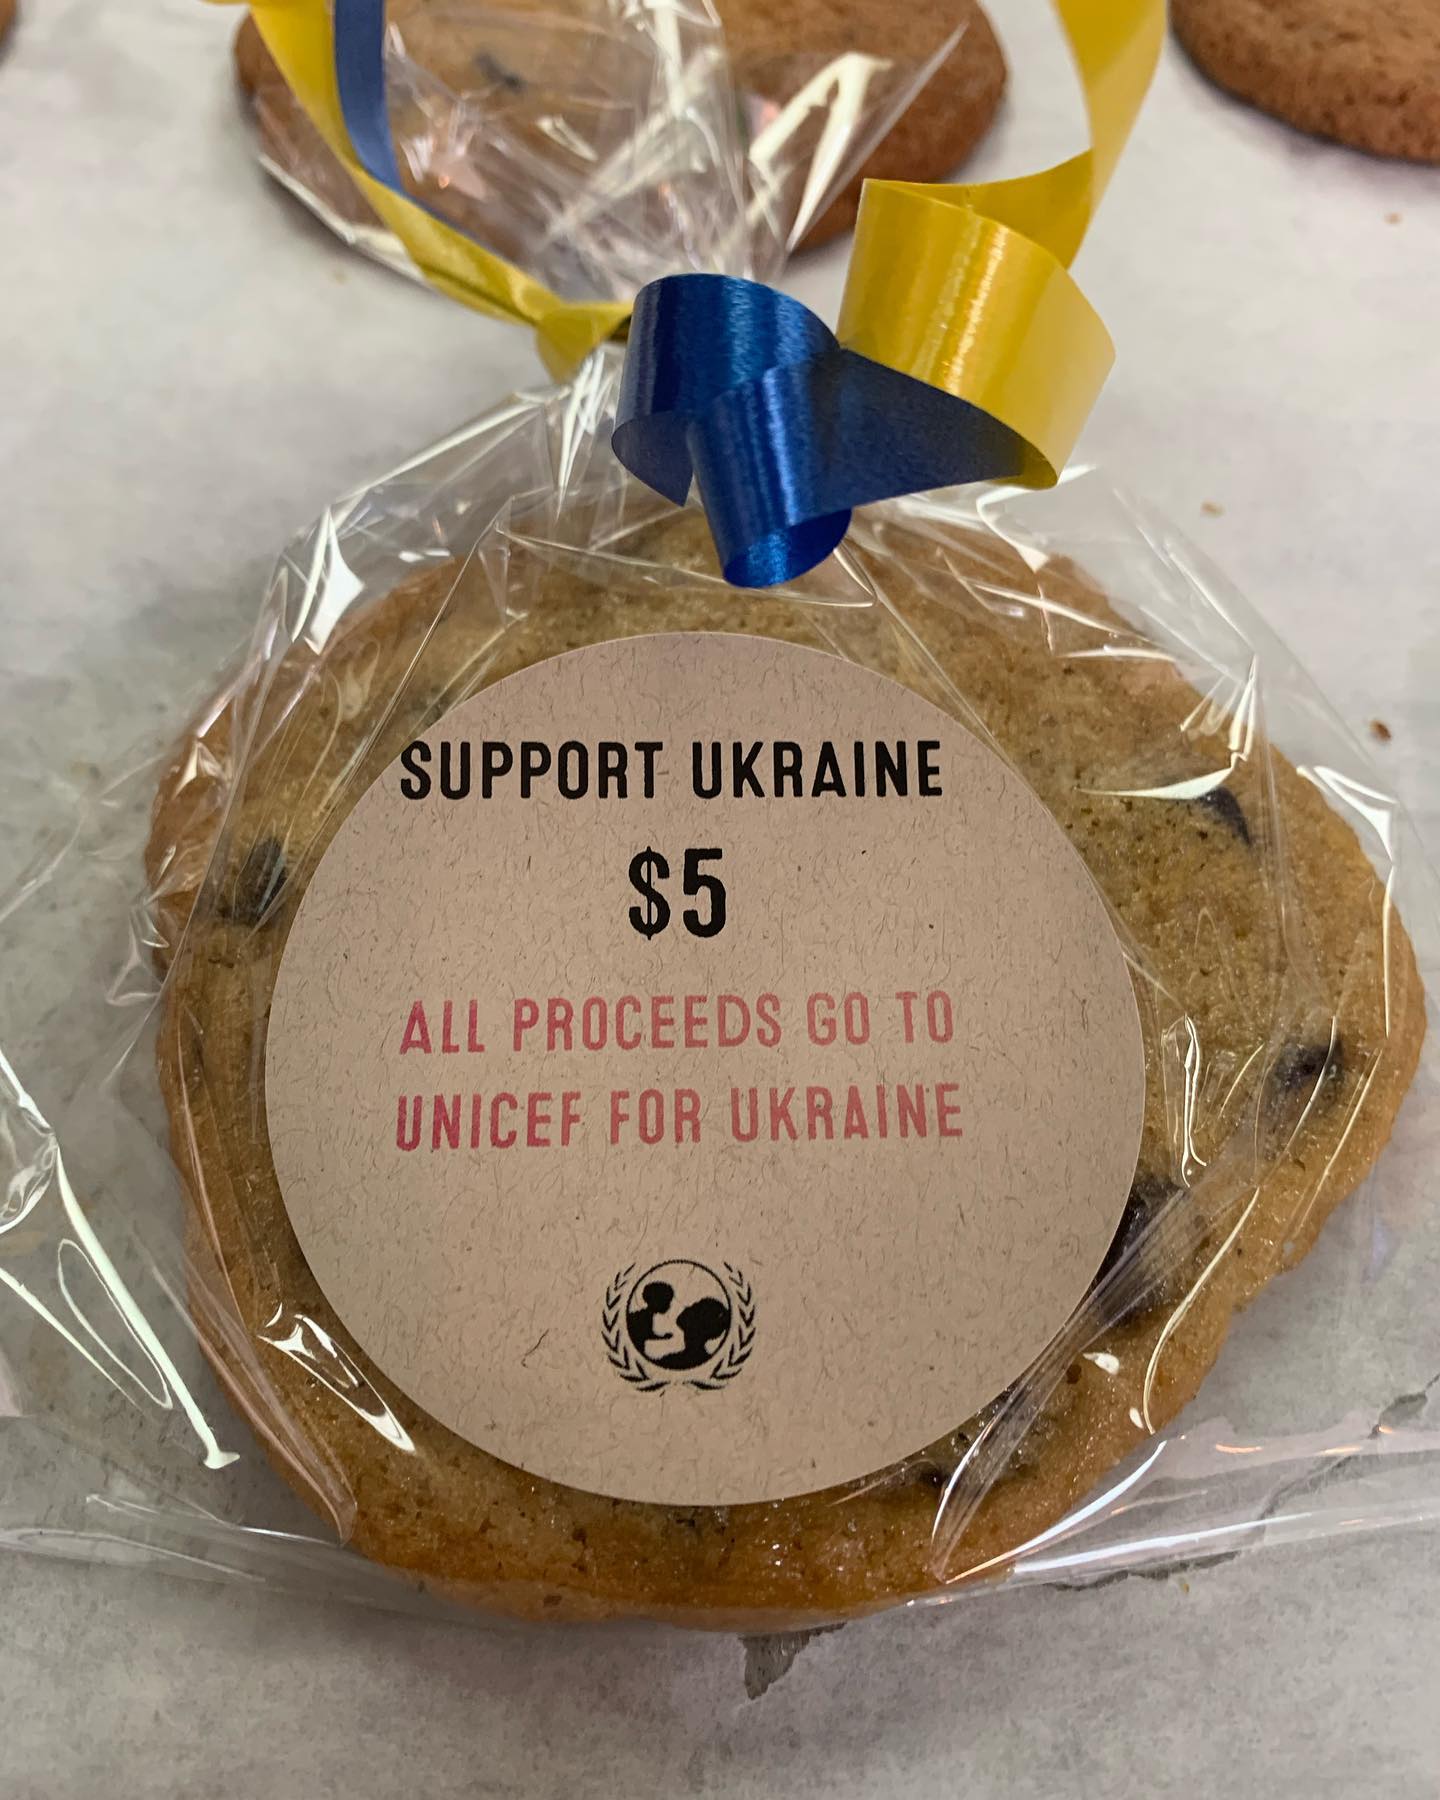 SUPPORT UKRAINE
$5
ALL PROCEEDS GO TO
UNICEF FOR UKRAINE